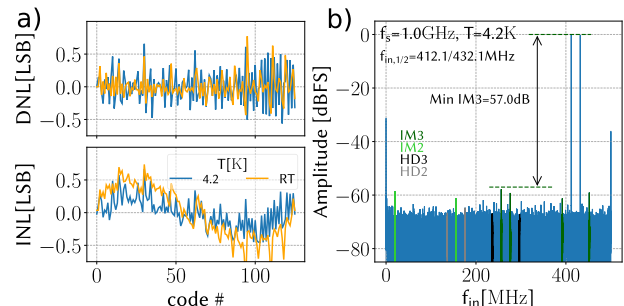 a)
DNL[LSB]
0.5
0.0
−0.5
INL[LSB]
0.5
0.0
−0.5
T[K]
4.2 RT
0 50 100
code #
b)
Amplitude [dBFS]
0
−20
−40
−60
−80
fs=1.0GHz, T=4.2K
fin,1/2=412.1/432.1MHz
Min IM3=57.0dB
IM3
IM2
HD3
HD2
0 200 400
fin[MHz]